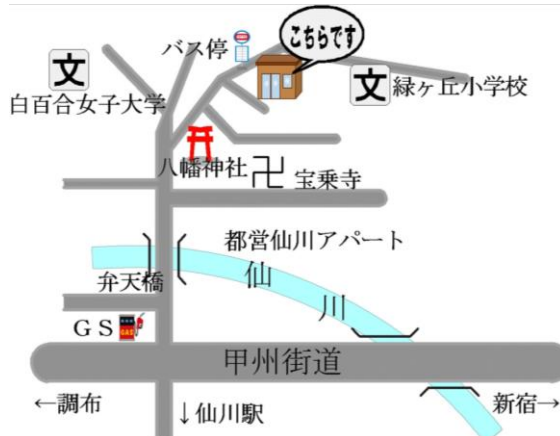 こちらです
バス停
文
白百合女子大学
文
緑ヶ丘小学校
八幡神社
卍
宝乗寺
都営仙川アパート
仙川
弁天橋
ＧＳ
GAS
甲州街道
←調布
↓仙川駅
新宿→